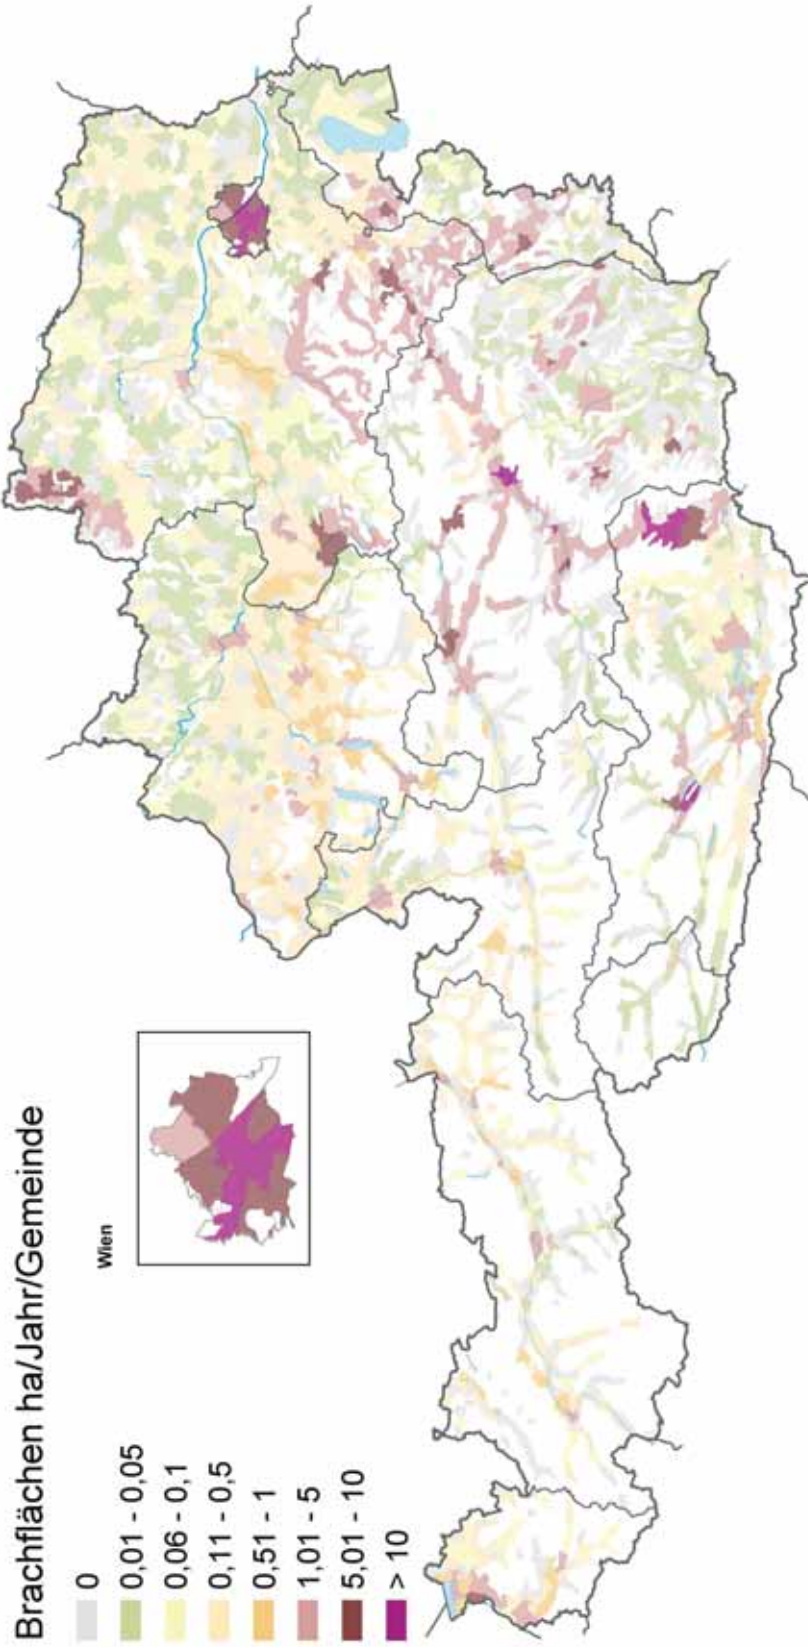 Brachflächen ha/Jahr/Gemeinde
0
0,01 - 0,05
0,06 - 0,1
0,11 - 0,5
0,51 - 1
1,01 - 5
5,01 - 10
> 10
Wien